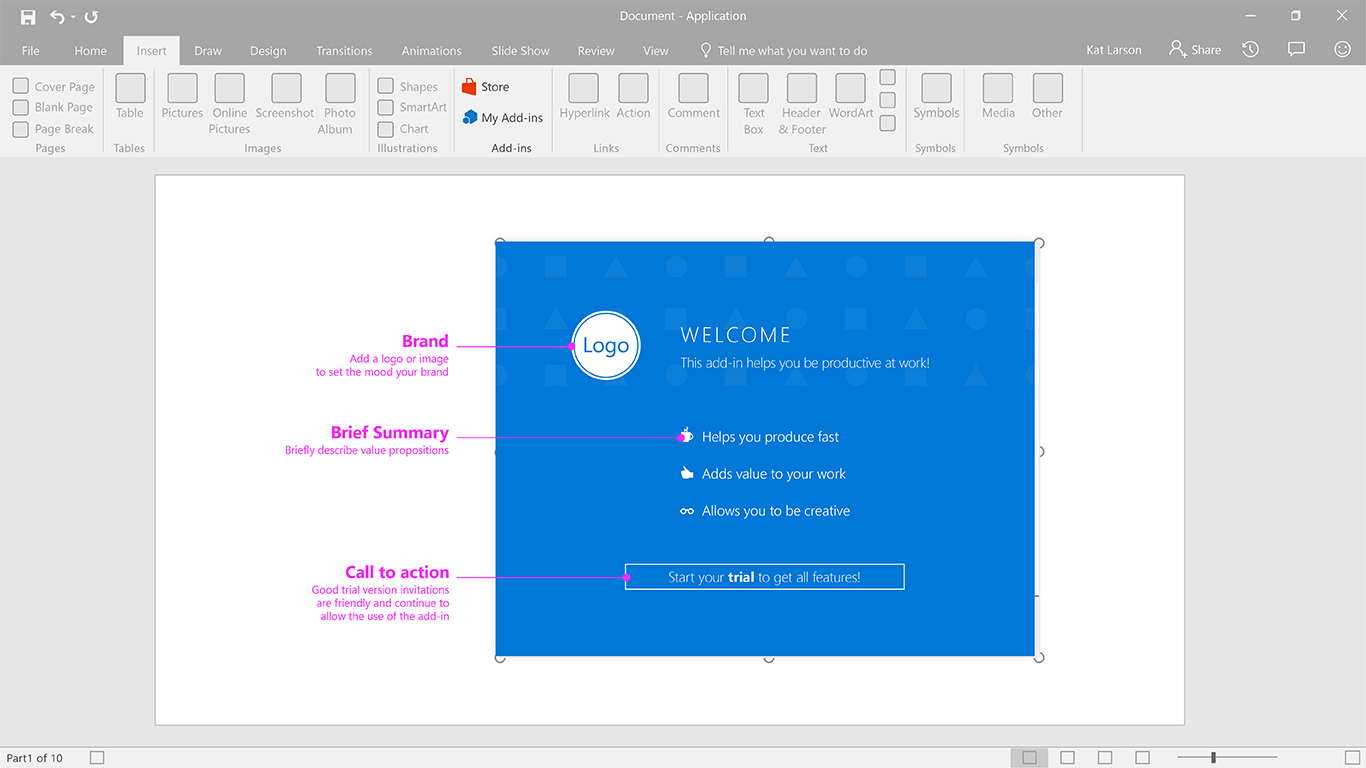 Document - Application
File Home Insert Draw Design Transitions Animations Slide Show Review View Tell me what you want to do Kat Larson Share
Cover Page
Blank Page
Page Break
Pages
Table
Tables
Pictures
Online
Pictures
Screenshot
Photo
Album
Images
Shapes
SmartArt
Chart
Illustrations
Store
My Add-ins
Add-ins
Hyperlink
Action
Links
Comment
Comments
Text
Box
Header
& Footer
WordArt
Text
Symbols
Symbols
Media
Other
Symbols
Brand
Add a logo or image
to set the mood your brand
Logo
WELCOME
This add-in helps you be productive at work!
Brief Summary
Briefly describe value propositions
Helps you produce fast
Adds value to your work
Allows you to be creative
Call to action
Good trial version invitations
are friendly and continue to
allow the use of the add-in
Start your trial to get all features!
Part1 of 10